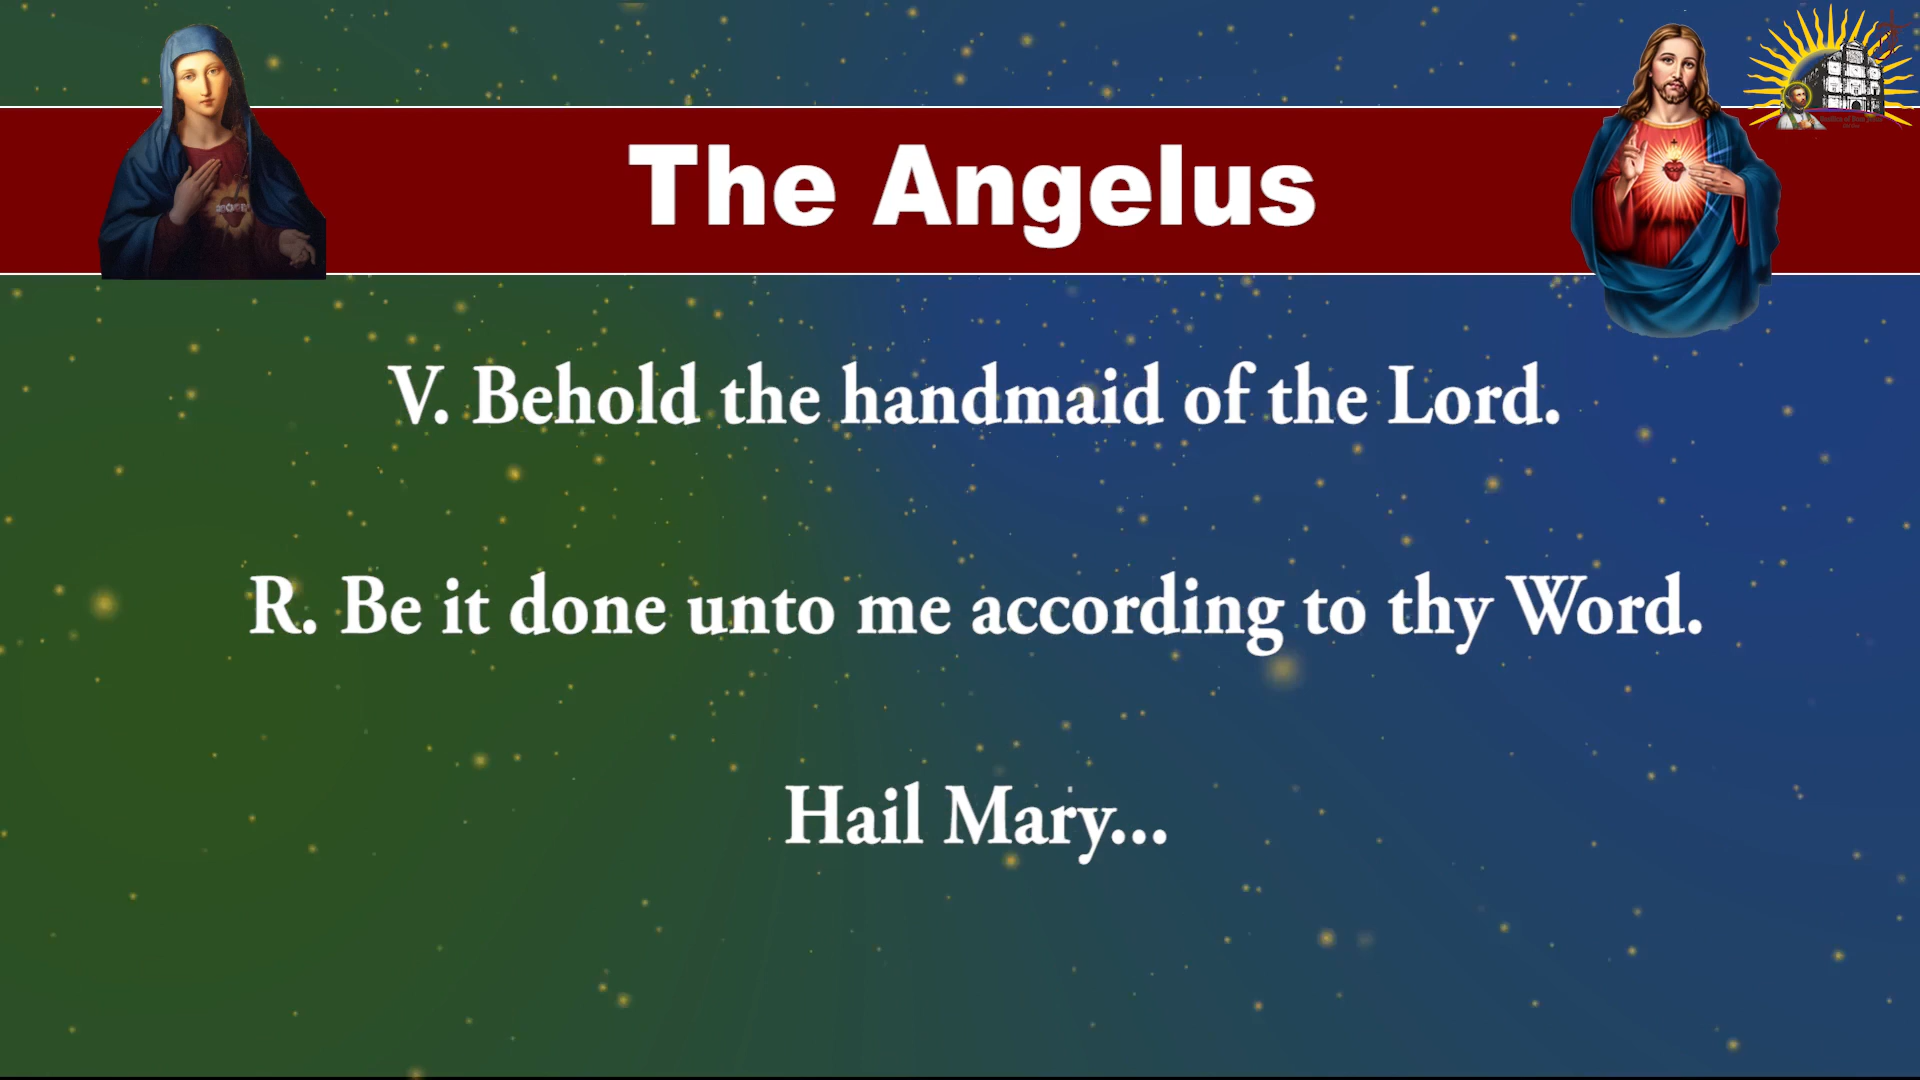 The Angelus
V. Behold the handmaid of the Lord.
R. Be it done unto me according to thy Word.
Hail Mary...